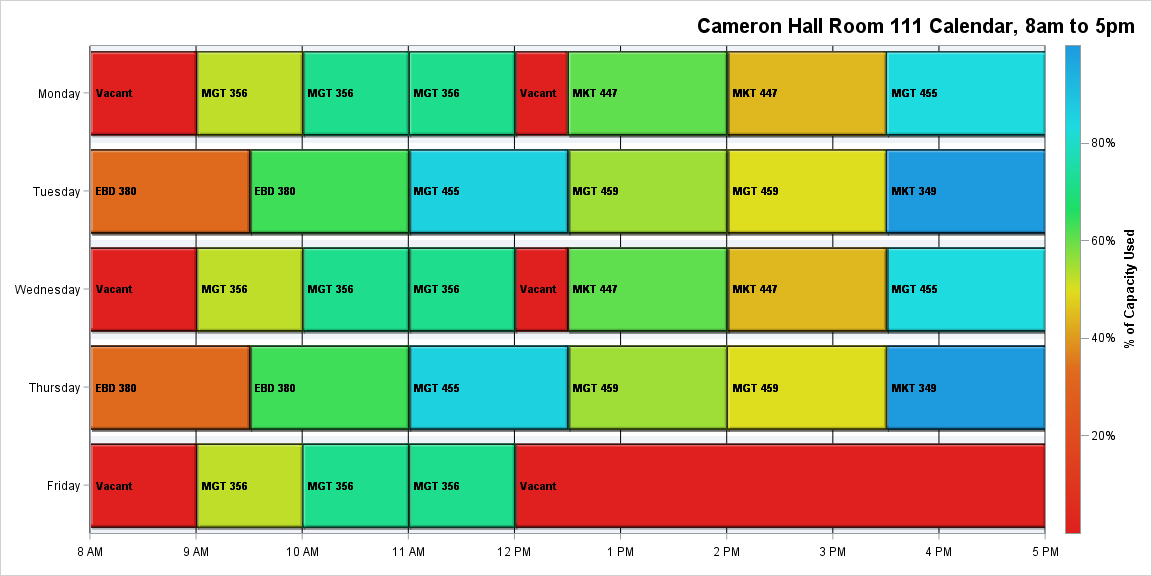 Cameron Hall Room 111 Calendar, 8am to 5pm
Monday
Vacant
MGT 356
MGT 356
MGT 356
Vacant
MKT 447
MKT 447
MGT 455
Tuesday
EBD 380
EBD 380
MGT 455
MGT 459
MGT 459
MKT 349
Wednesday
Vacant
MGT 356
MGT 356
MGT 356
Vacant
MKT 447
MKT 447
MGT 455
Thursday
EBD 380
EBD 380
MGT 455
MGT 459
MGT 459
MKT 349
Friday
Vacant
MGT 356
MGT 356
MGT 356
Vacant
8 AM
9 AM
10 AM
11 AM
12 PM
1 PM
2 PM
3 PM
4 PM
5 PM
80%
60%
40%
20%
% of Capacity Used